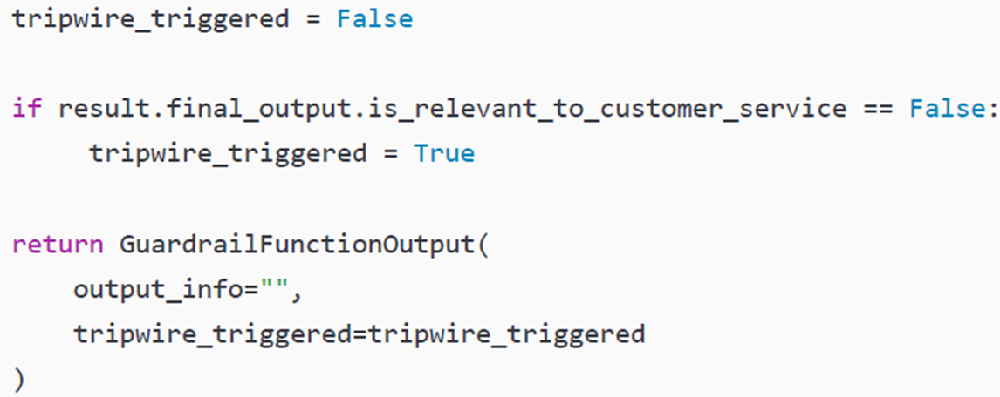 tripwire_triggered = False
if result.final_output.is_relevant_to_customer_service == False:
tripwire_triggered = True
return GuardrailFunctionOutput(
output_info="",
tripwire_triggered=tripwire_triggered
)